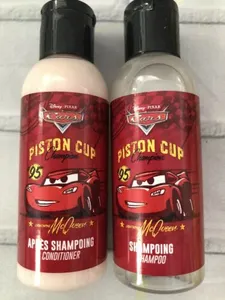 Disney · PIXAR
Cars
PISTON CUP
Champion
95
McQueen
APRÈS SHAMPOING
CONDITIONER
Disney · PIXAR
Cars
PISTON CUP
Champion
95
McQueen
SHAMPOING
SHAMPOO